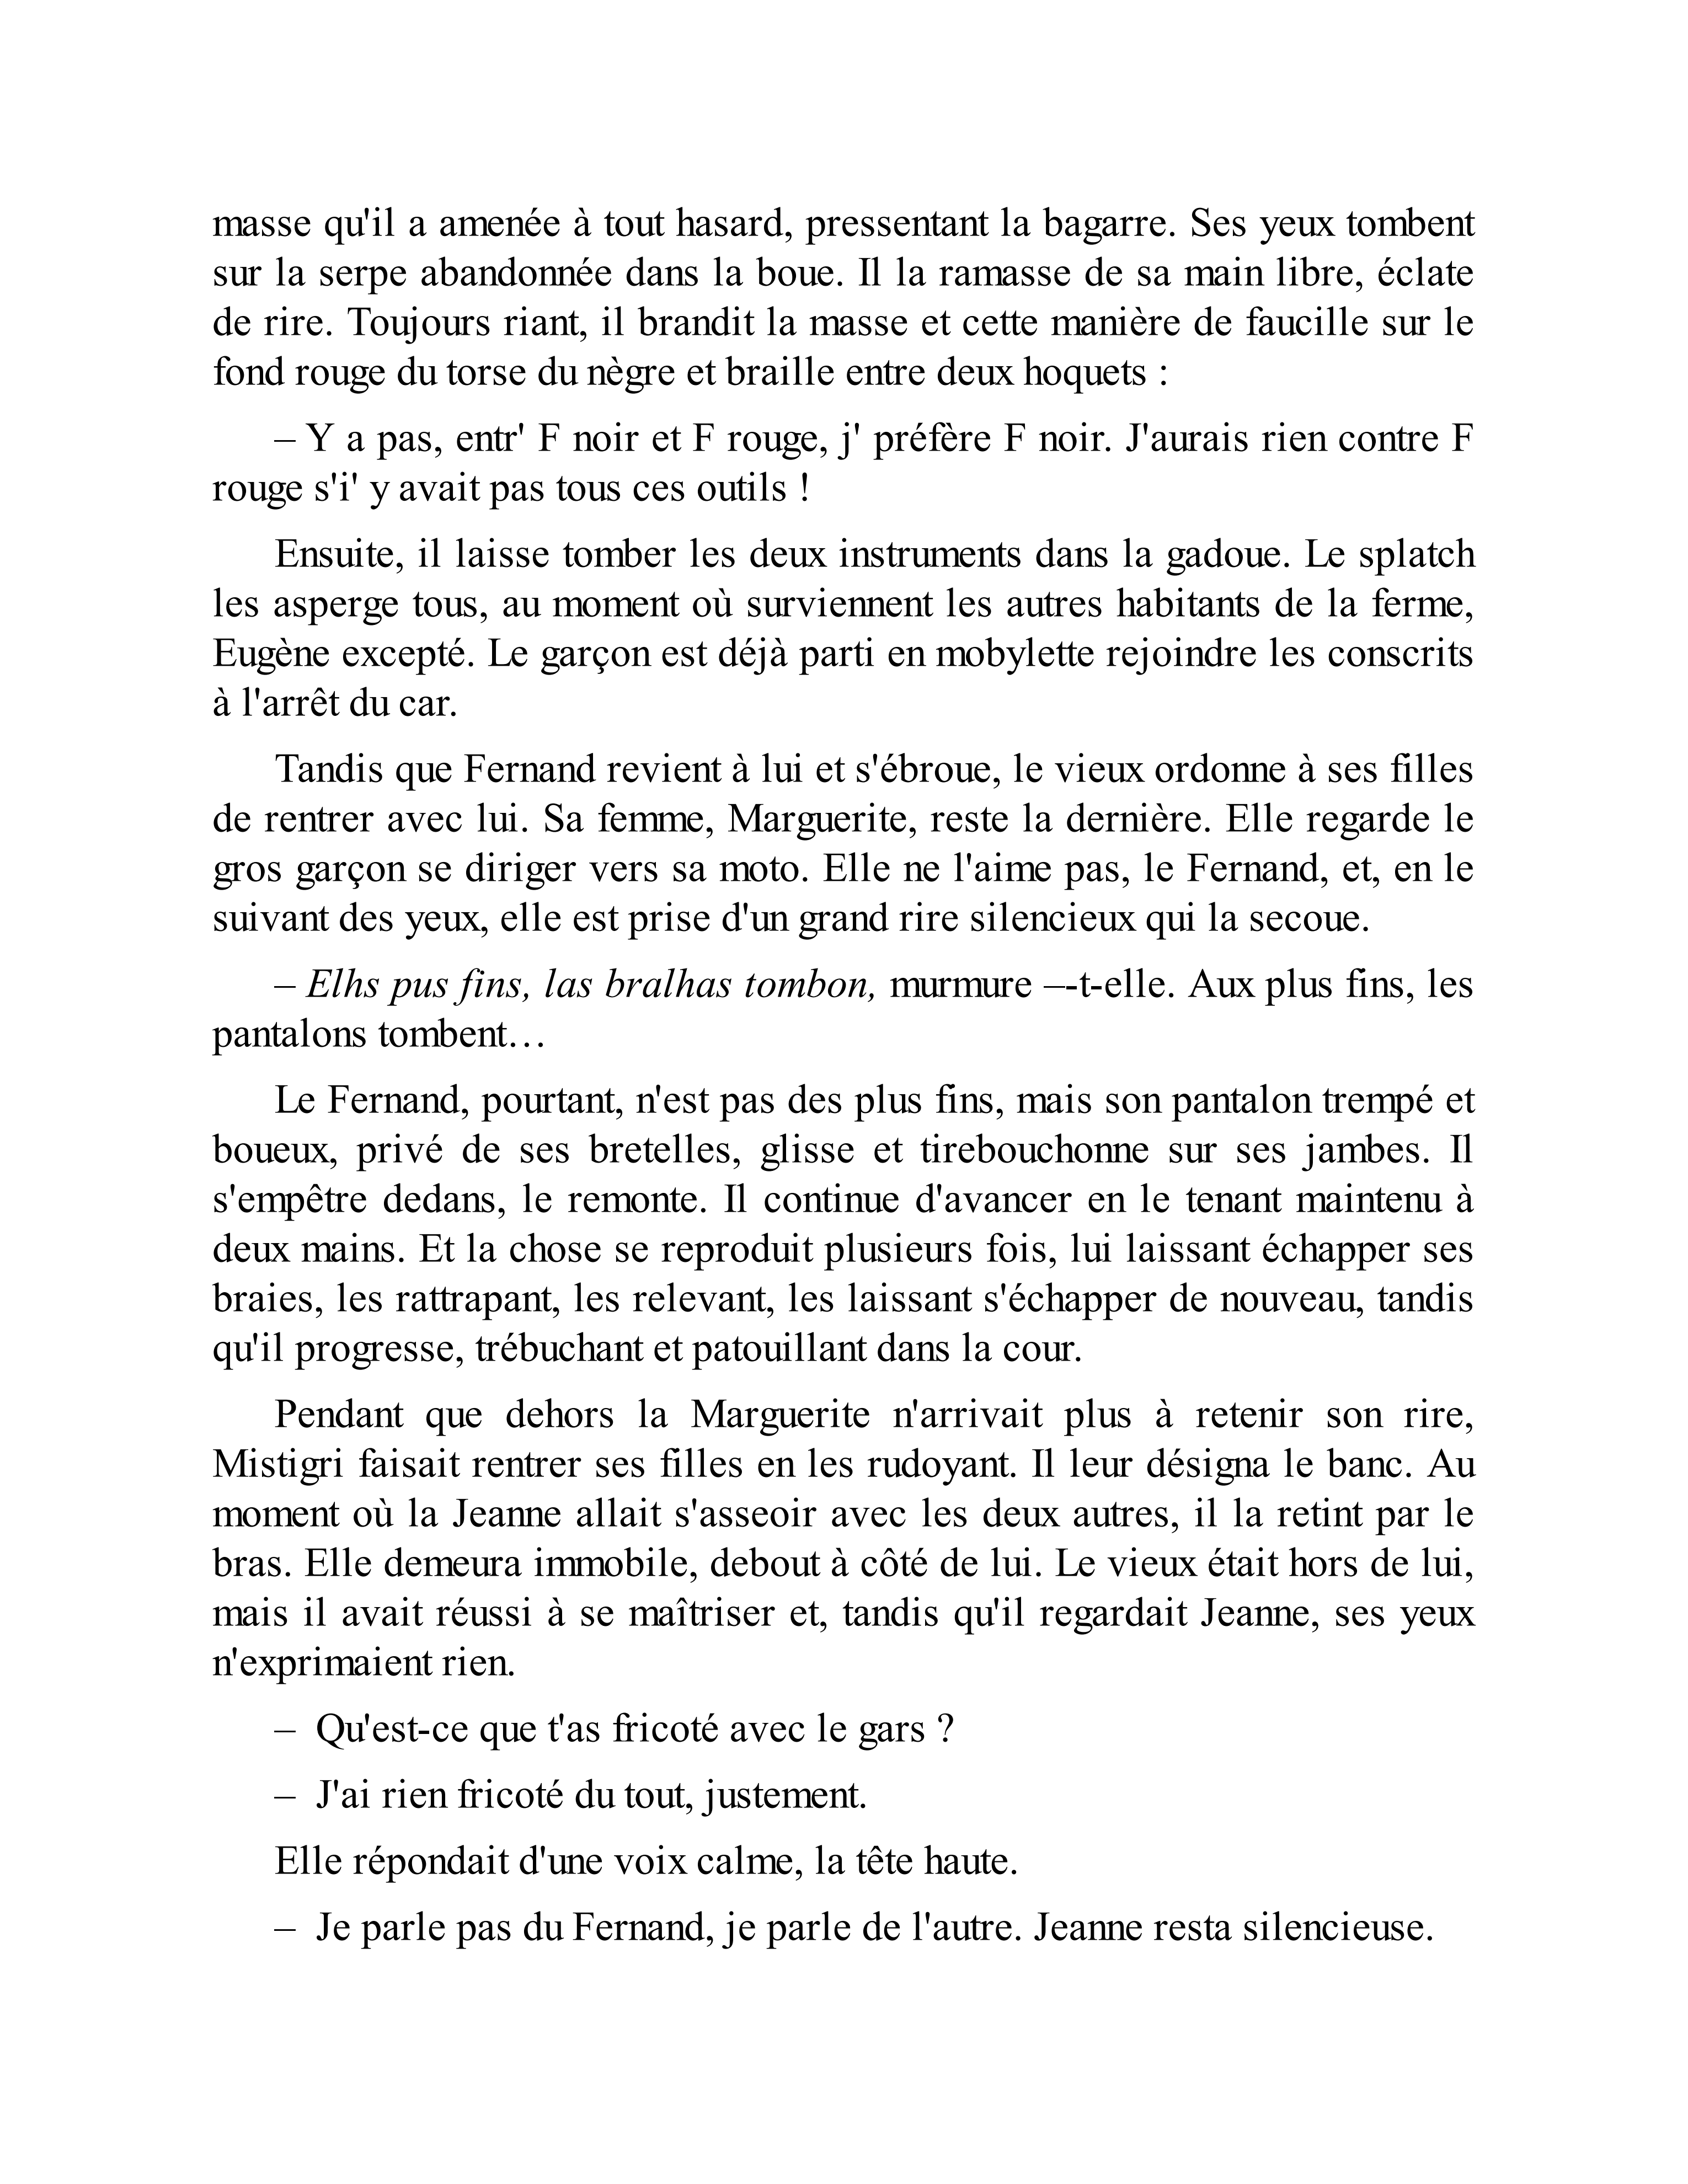 masse qu'il a amenée à tout hasard, pressentant la bagarre. Ses yeux tombent
sur la serpe abandonnée dans la boue. Il la ramasse de sa main libre, éclate
de rire. Toujours riant, il brandit la masse et cette manière de faucille sur le
fond rouge du torse du nègre et braille entre deux hoquets :
– Y a pas, entr' F noir et F rouge, j' préfère F noir. J'aurais rien contre F
rouge s'i' y avait pas tous ces outils !
Ensuite, il laisse tomber les deux instruments dans la gadoue. Le splatch
les asperge tous, au moment où surviennent les autres habitants de la ferme,
Eugène excepté. Le garçon est déjà parti en mobylette rejoindre les conscrits
à l'arrêt du car.
Tandis que Fernand revient à lui et s'ébroue, le vieux ordonne à ses filles
de rentrer avec lui. Sa femme, Marguerite, reste la dernière. Elle regarde le
gros garçon se diriger vers sa moto. Elle ne l'aime pas, le Fernand, et, en le
suivant des yeux, elle est prise d'un grand rire silencieux qui la secoue.
– Elhs pus fins, las bralhas tombon, murmure –-t-elle. Aux plus fins, les
pantalons tombent…
Le Fernand, pourtant, n'est pas des plus fins, mais son pantalon trempé et
boueux, privé de ses bretelles, glisse et tirebouchonne sur ses jambes. Il
s'empêtre dedans, le remonte. Il continue d'avancer en le tenant maintenu à
deux mains. Et la chose se reproduit plusieurs fois, lui laissant échapper ses
braies, les rattrapant, les relevant, les laissant s'échapper de nouveau, tandis
qu'il progresse, trébuchant et patouillant dans la cour.
Pendant que dehors la Marguerite n'arrivait plus à retenir son rire,
Mistigri faisait rentrer ses filles en les rudoyant. Il leur désigna le banc. Au
moment où la Jeanne allait s'asseoir avec les deux autres, il la retint par le
bras. Elle demeura immobile, debout à côté de lui. Le vieux était hors de lui,
mais il avait réussi à se maîtriser et, tandis qu'il regardait Jeanne, ses yeux
n'exprimaient rien.
– Qu'est-ce que t'as fricoté avec le gars ?
– J'ai rien fricoté du tout, justement.
Elle répondait d'une voix calme, la tête haute.
– Je parle pas du Fernand, je parle de l'autre. Jeanne resta silencieuse.